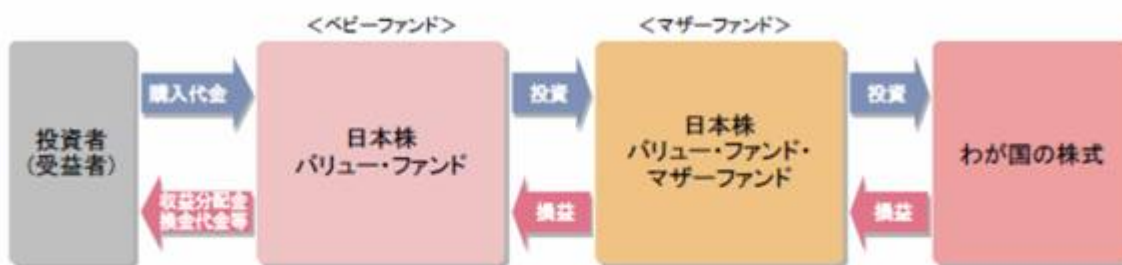 ＜ベビーファンド＞
＜マザーファンド＞
投資者
(受益者)
購入代金
収益分配金
換金代金等
日本株
バリュー・ファンド
投資
損益
日本株
バリュー・ファンド・
マザーファンド
投資
損益
わが国の株式